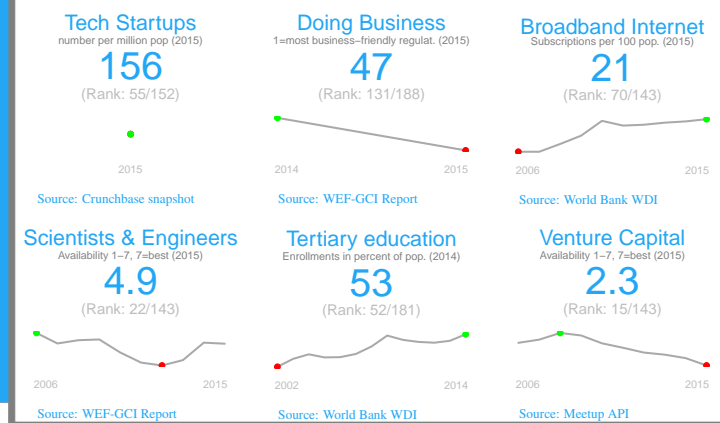 Tech Startups
number per million pop (2015)
156
(Rank: 55/152)
2015
Source: Crunchbase snapshot
Doing Business
1=most business−friendly regulat. (2015)
47
(Rank: 131/188)
2014 2015
Source: WEF-GCI Report
Broadband Internet
Subscriptions per 100 pop. (2015)
21
(Rank: 70/143)
2006 2015
Source: World Bank WDI
Scientists & Engineers
Availability 1−7, 7=best (2015)
4.9
(Rank: 22/143)
2006 2015
Source: WEF-GCI Report
Tertiary education
Enrollments in percent of pop. (2014)
53
(Rank: 52/181)
2002 2014
Source: World Bank WDI
Venture Capital
Availability 1−7, 7=best (2015)
2.3
(Rank: 15/143)
2006 2015
Source: Meetup API